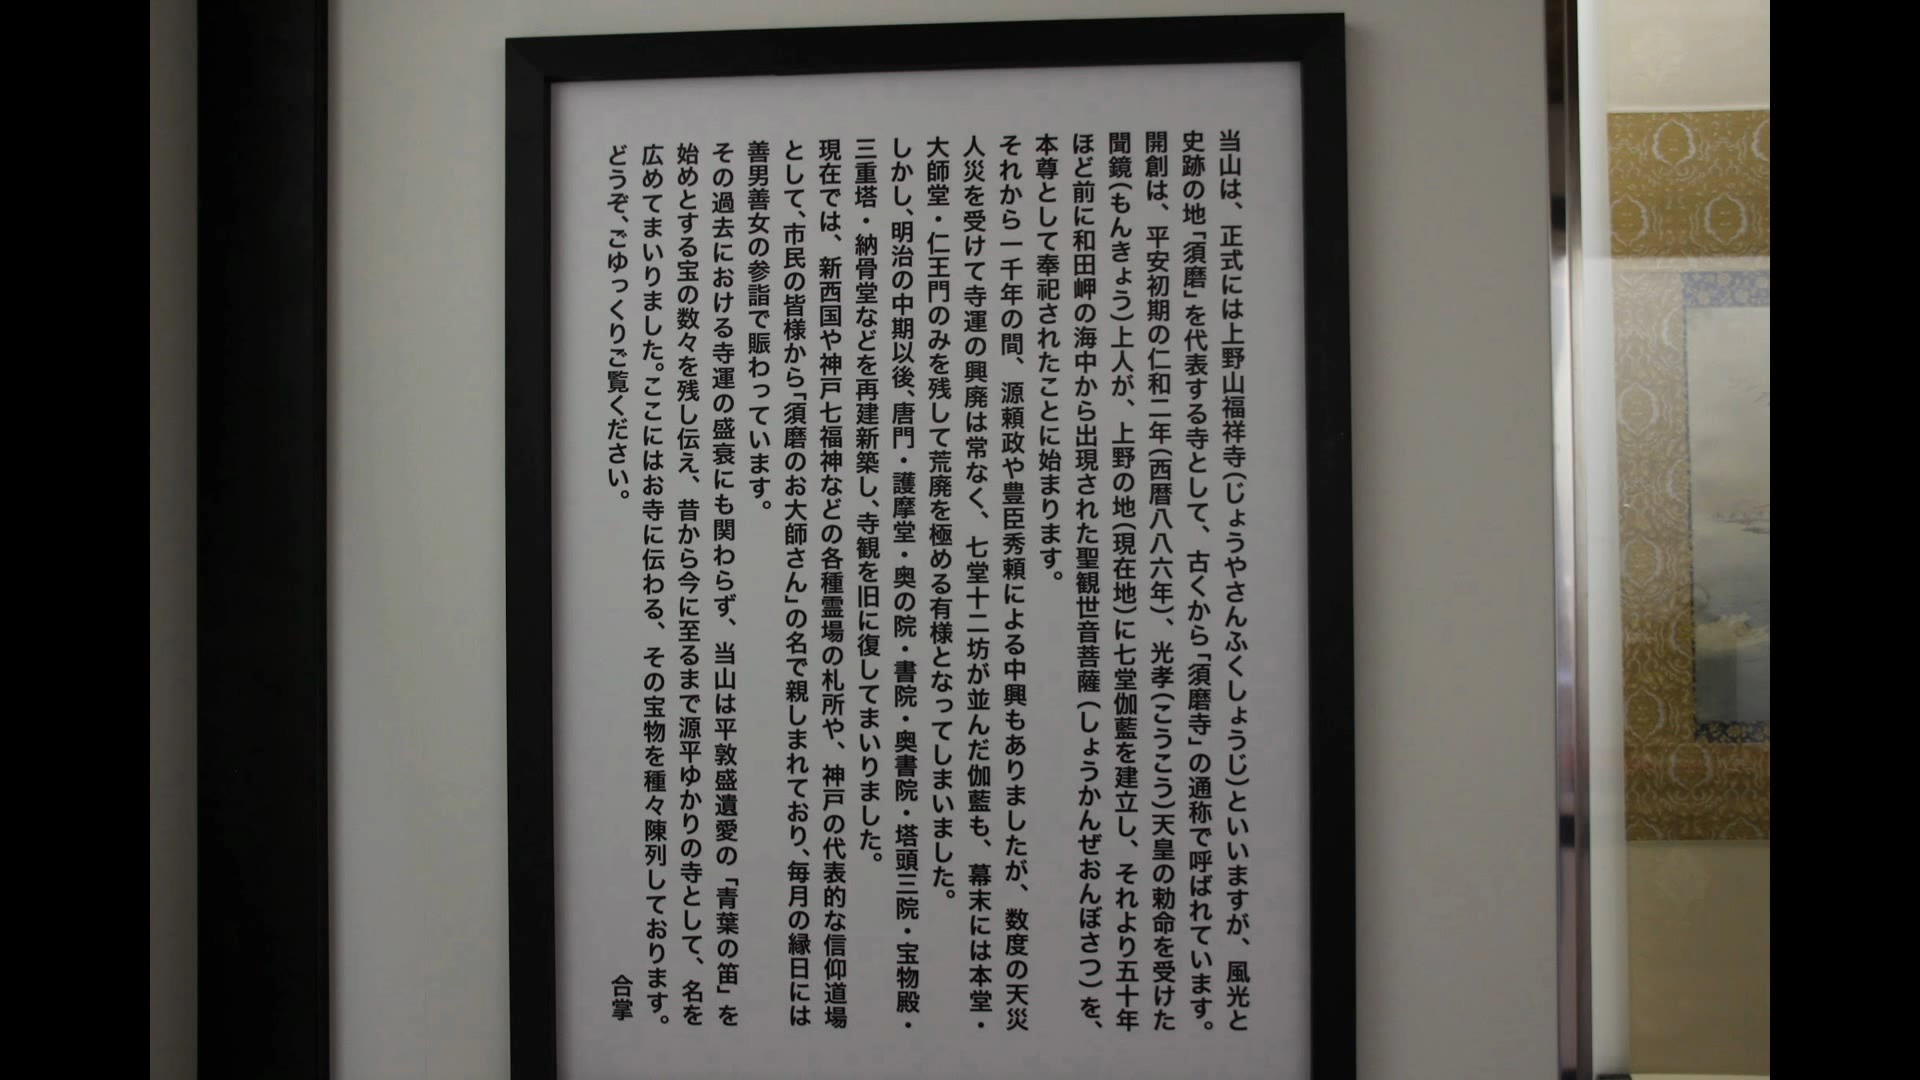 当山は、正式には上野山福祥寺(じょうやさんふくしょうじ)といいますが、風光と
史跡の地「須磨」を代表する寺として、古くから「須磨寺」の通称で呼ばれています。
開創は、平安初期の仁和二年(西暦八八六年)、光孝(こうこう)天皇の勅命を受けた
聞鏡(もんきょう)上人が、上野の地(現在地)に七堂伽藍を建立し、それより五十年
ほど前に和田岬の海中から出現された聖観世音菩薩(しょうかんぜおんぼさつ)を、
本尊として奉祀されたことに始まります。
それから一千年の間、源頼政や豊臣秀頼による中興もありましたが、数度の天災
人災を受けて寺運の興廃は常なく、七堂十二坊が並んだ伽藍も、幕末には本堂・
大師堂・仁王門のみを残して荒廃を極める有様となってしまいました。
しかし、明治の中期以後、唐門・護摩堂・奥の院・書院・奥書院・塔頭三院・宝物殿・
三重塔・納骨堂などを再建新築し、寺観を旧に復してまいりました。
現在では、新西国や神戸七福神などの各種霊場の札所や、神戸の代表的な信仰道場
として、市民の皆様から「須磨のお大師さん」の名で親しまれており、毎月の縁日には
善男善女の参詣で賑わっています。
その過去における寺運の盛衰にも関わらず、当山は平敦盛遺愛の「青葉の笛」を
始めとする宝の数々を残し伝え、昔から今に至るまで源平ゆかりの寺として、名を
広めてまいりました。ここにはお寺に伝わる、その宝物を種々陳列しております。
どうぞ、ごゆっくりご覧ください。
合掌